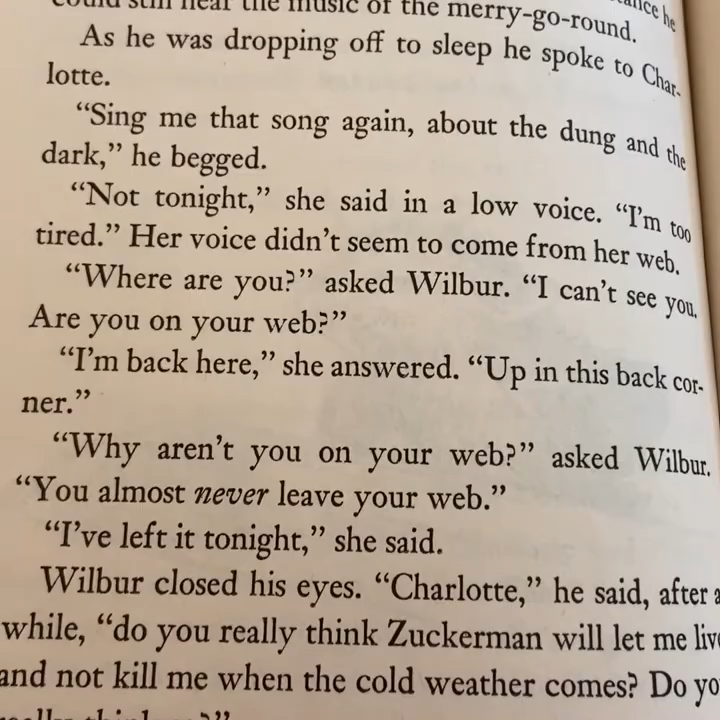 could still hear the music of the merry-go-round.
As he was dropping off to sleep he spoke to Char-
lotte.
“Sing me that song again, about the dung and the
dark,” he begged.
“Not tonight,” she said in a low voice. “I’m too
tired.” Her voice didn’t seem to come from her web.
“Where are you?” asked Wilbur. “I can’t see you.
Are you on your web?”
“I’m back here,” she answered. “Up in this back cor-
ner.”
“Why aren’t you on your web?” asked Wilbur.
“You almost never leave your web.”
“I’ve left it tonight,” she said.
Wilbur closed his eyes. “Charlotte,” he said, after a
while, “do you really think Zuckerman will let me live
and not kill me when the cold weather comes? Do yo